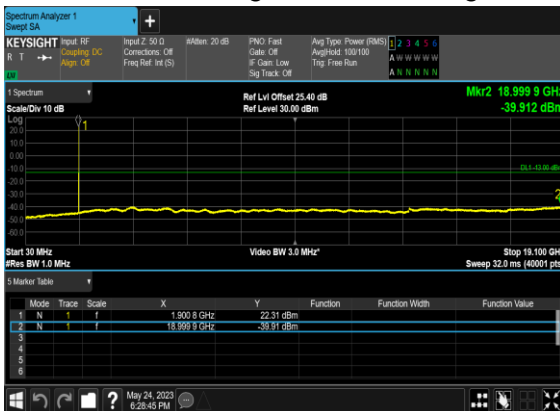 Spectrum Analyzer 1
Swept SA
KEYSIGHT Input: RF Input Z: 50 Ω #Atten: 20 dB PNO: Fast Avg Type: Power (RMS) 1 2 3 4 5 6
R T Coupling: DC Corrections: Off Gate: Off Avg|Hold: 100/100 A W W W W W
Align: Off Freq Ref: Int (S) IF Gain: Low Trig: Free Run
LV Sig Track: Off A N N N N N
1 Spectrum Ref Lvl Offset 25.40 dB Mkr2 18.999 9 GHz
Scale/Div 10 dB Ref Level 30.00 dBm -39.912 dBm
Log
20.0 1
10.0
0.00
-10.0 DL1 -13.00 dBm
-20.0
-30.0 2
-40.0
-50.0
-60.0
Start 30 MHz Video BW 3.0 MHz* Stop 19.100 GHz
#Res BW 1.0 MHz Sweep 32.0 ms (40001 pts)
5 Marker Table
Mode Trace Scale X Y Function Function Width Function Value
1 N 1 f 1.900 8 GHz 22.31 dBm
2 N 1 f 18.999 9 GHz -39.91 dBm
3
4
5
6
? May 24, 2023
6:28:45 PM